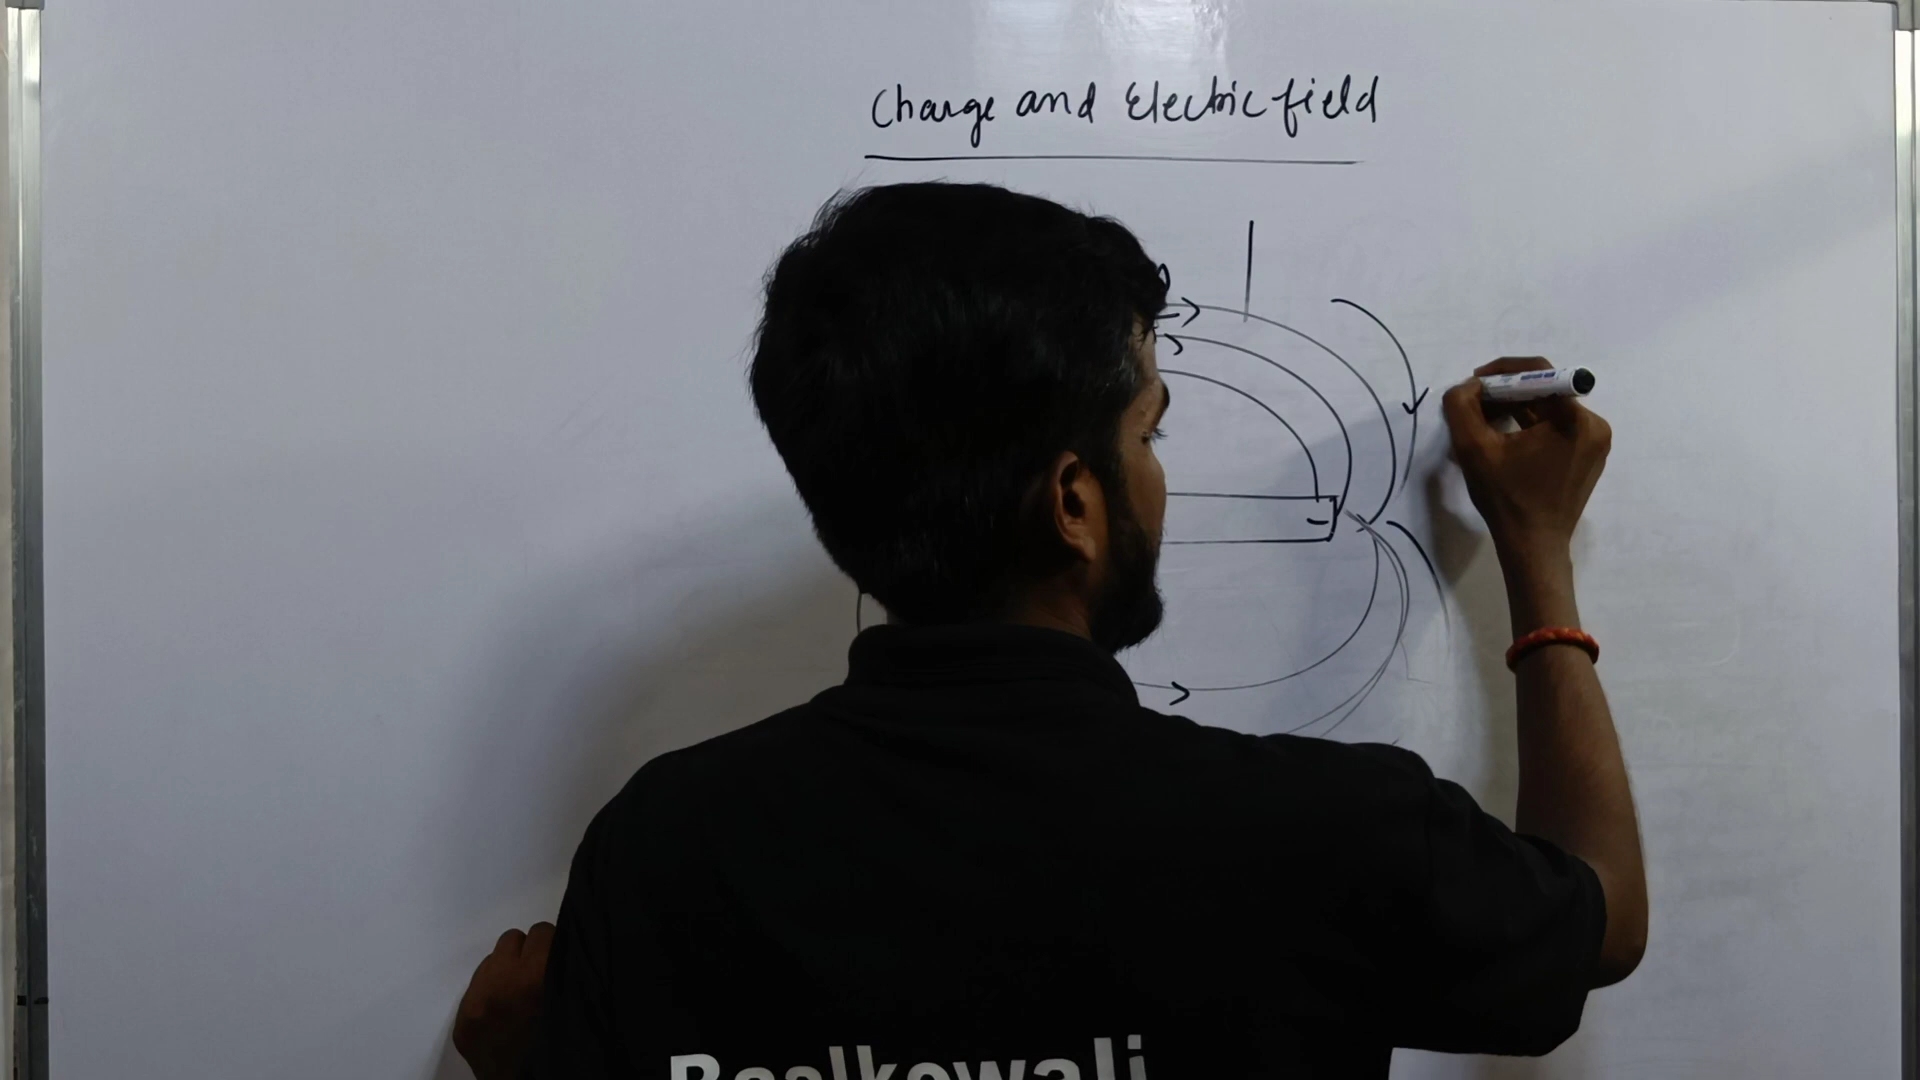 Charge and Electric field
-